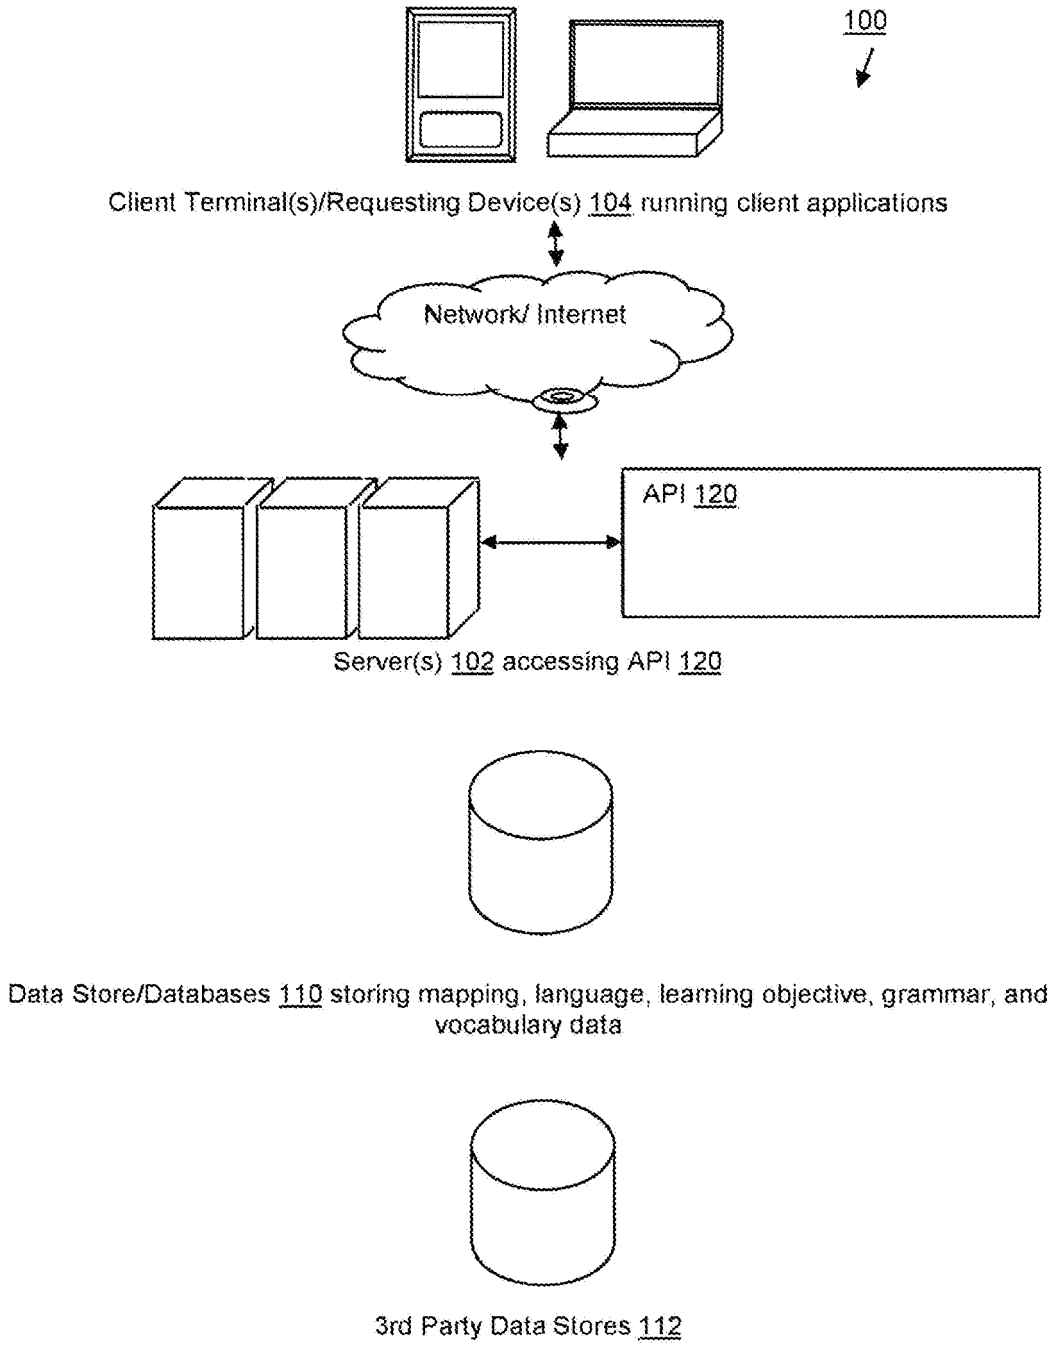 100
Client Terminal(s)/Requesting Device(s) 104 running client applications
Network/ Internet
API 120
Server(s) 102 accessing API 120
Data Store/Databases 110 storing mapping, language, learning objective, grammar, and
vocabulary data
3rd Party Data Stores 112